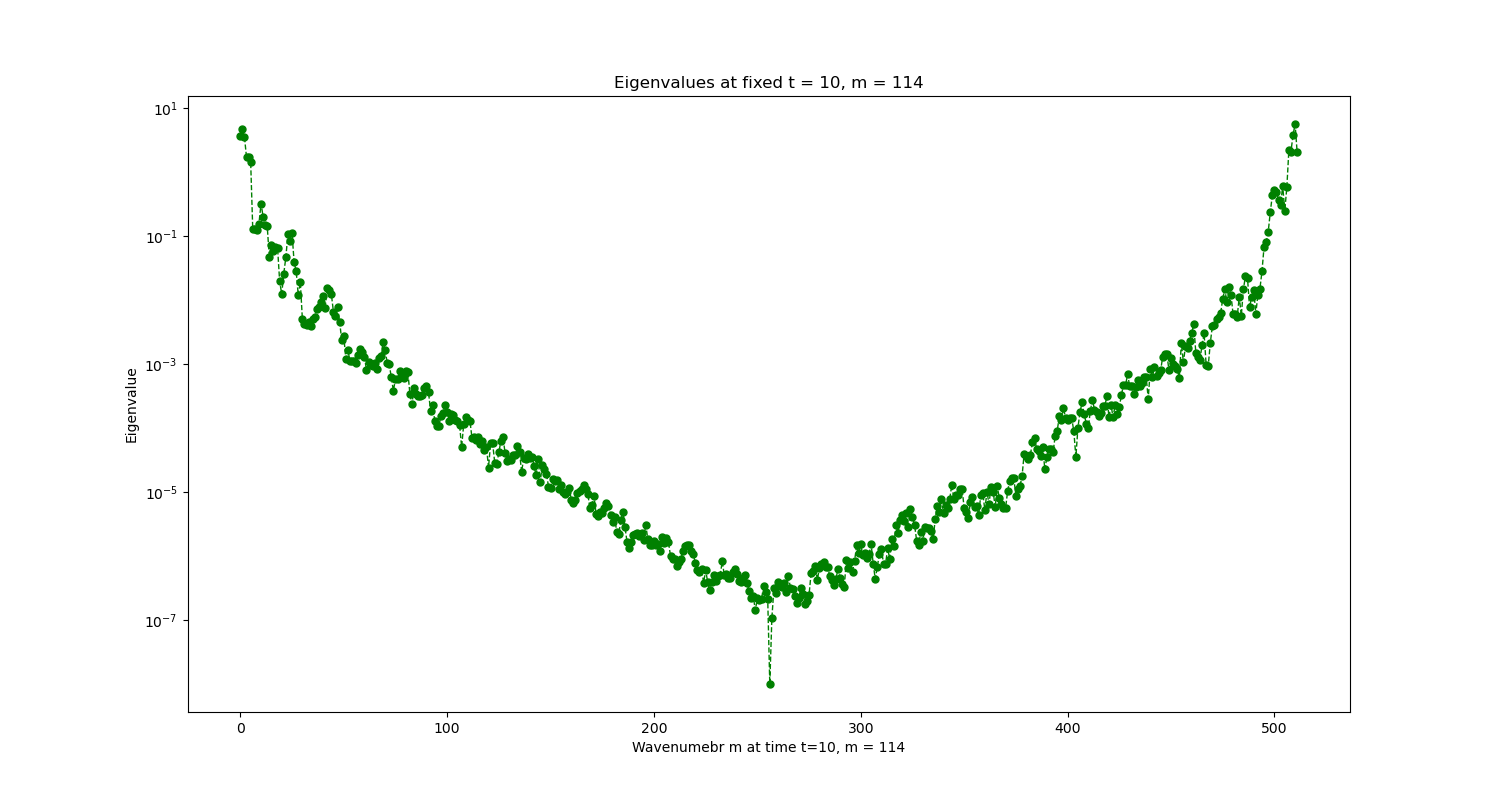 Eigenvalues at fixed t = 10, m = 114
10^1
10^-1
10^-3
10^-5
10^-7
Eigenvalue
0 100 200 300 400 500
Wavenumebr m at time t=10, m = 114